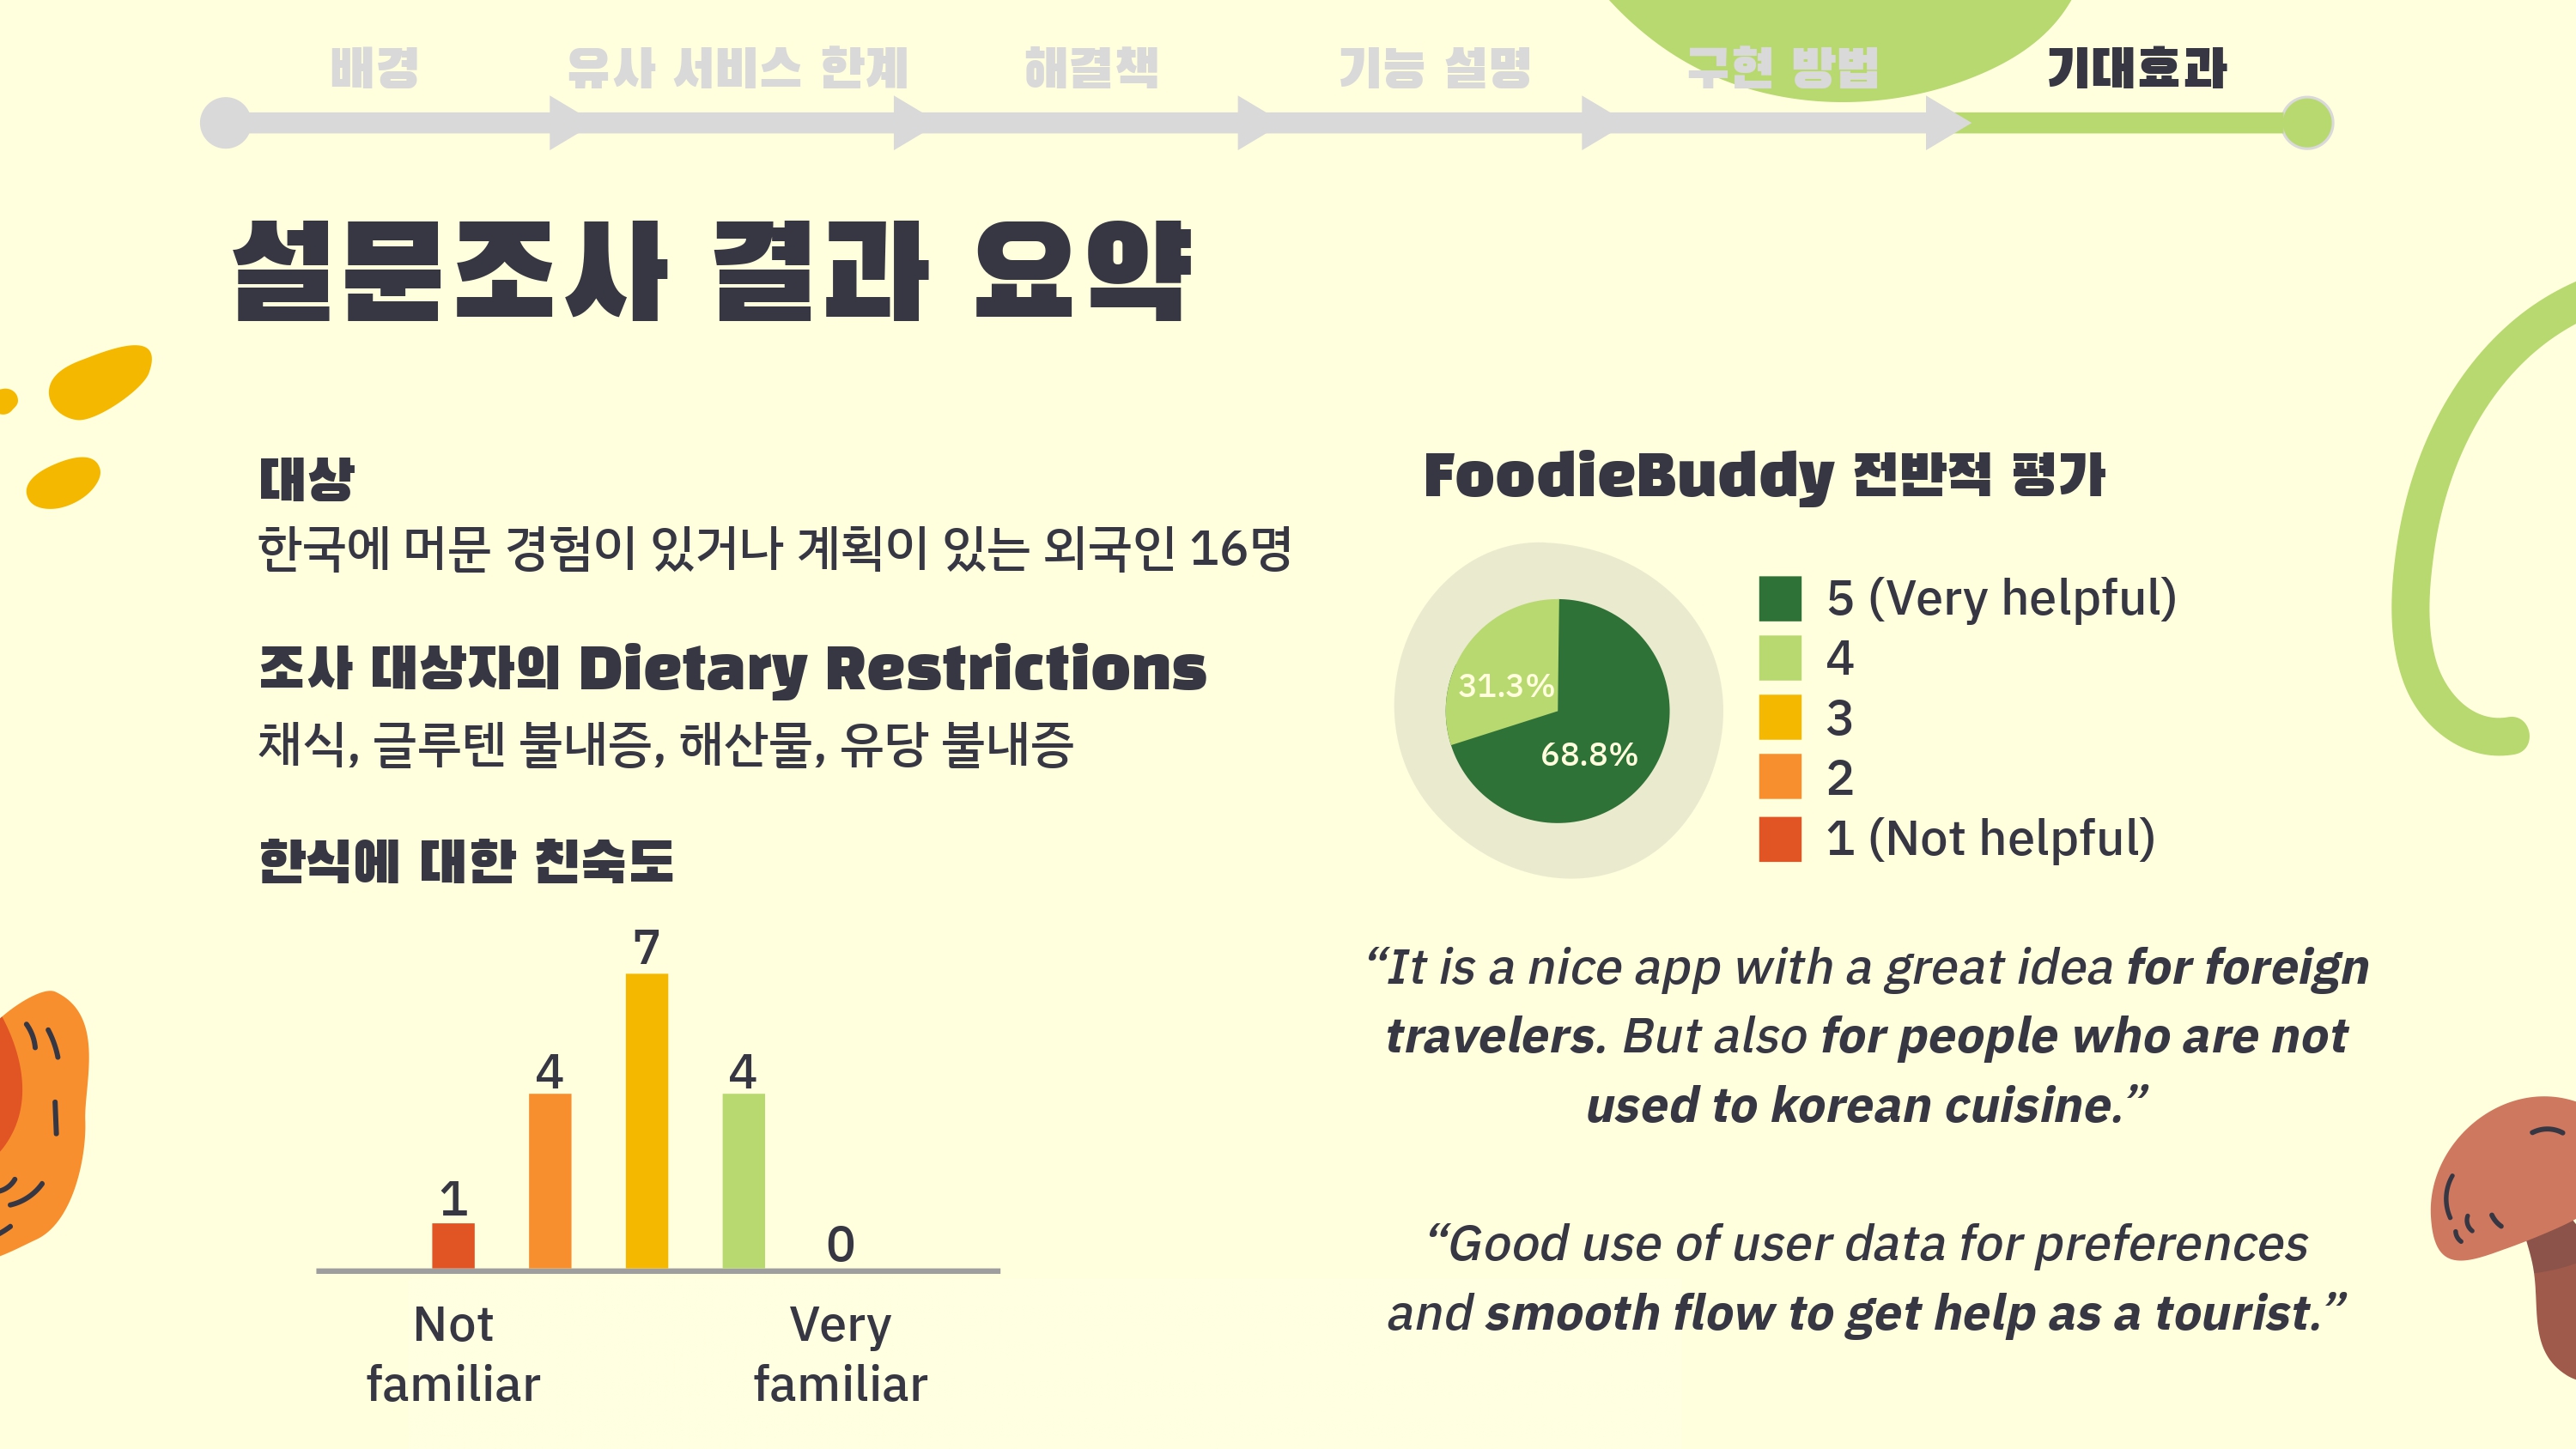 배경
유사 서비스 한계
해결책
기능 설명
구현 방법
기대효과
설문조사 결과 요약
대상
한국에 머문 경험이 있거나 계획이 있는 외국인 16명
조사 대상자의 Dietary Restrictions
채식, 글루텐 불내증, 해산물, 유당 불내증
한식에 대한 친숙도
1
4
7
4
0
Not
familiar
Very
familiar
FoodieBuddy 전반적 평가
31.3%
68.8%
5 (Very helpful)
4
3
2
1 (Not helpful)
“It is a nice app with a great idea for foreign
travelers. But also for people who are not
used to korean cuisine.”
“Good use of user data for preferences
and smooth flow to get help as a tourist.”